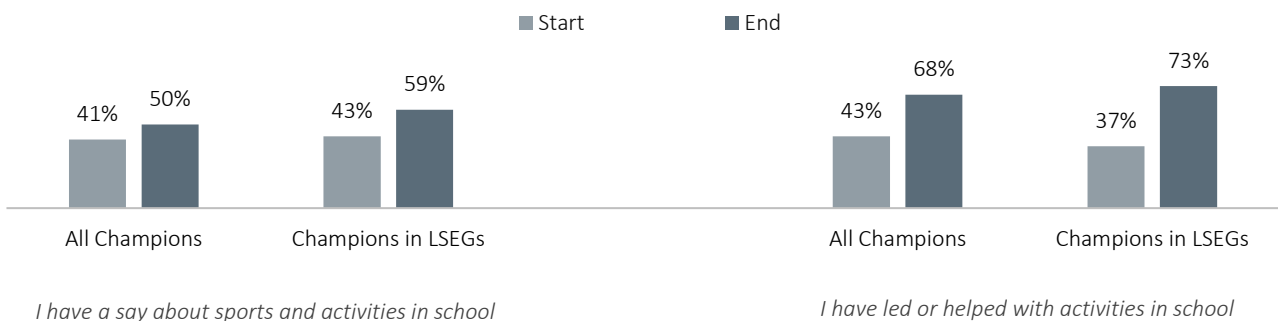 Start End
41% 50% 43% 59% 43% 68% 37% 73%
All Champions Champions in LSEGs All Champions Champions in LSEGs
I have a say about sports and activities in school I have led or helped with activities in school